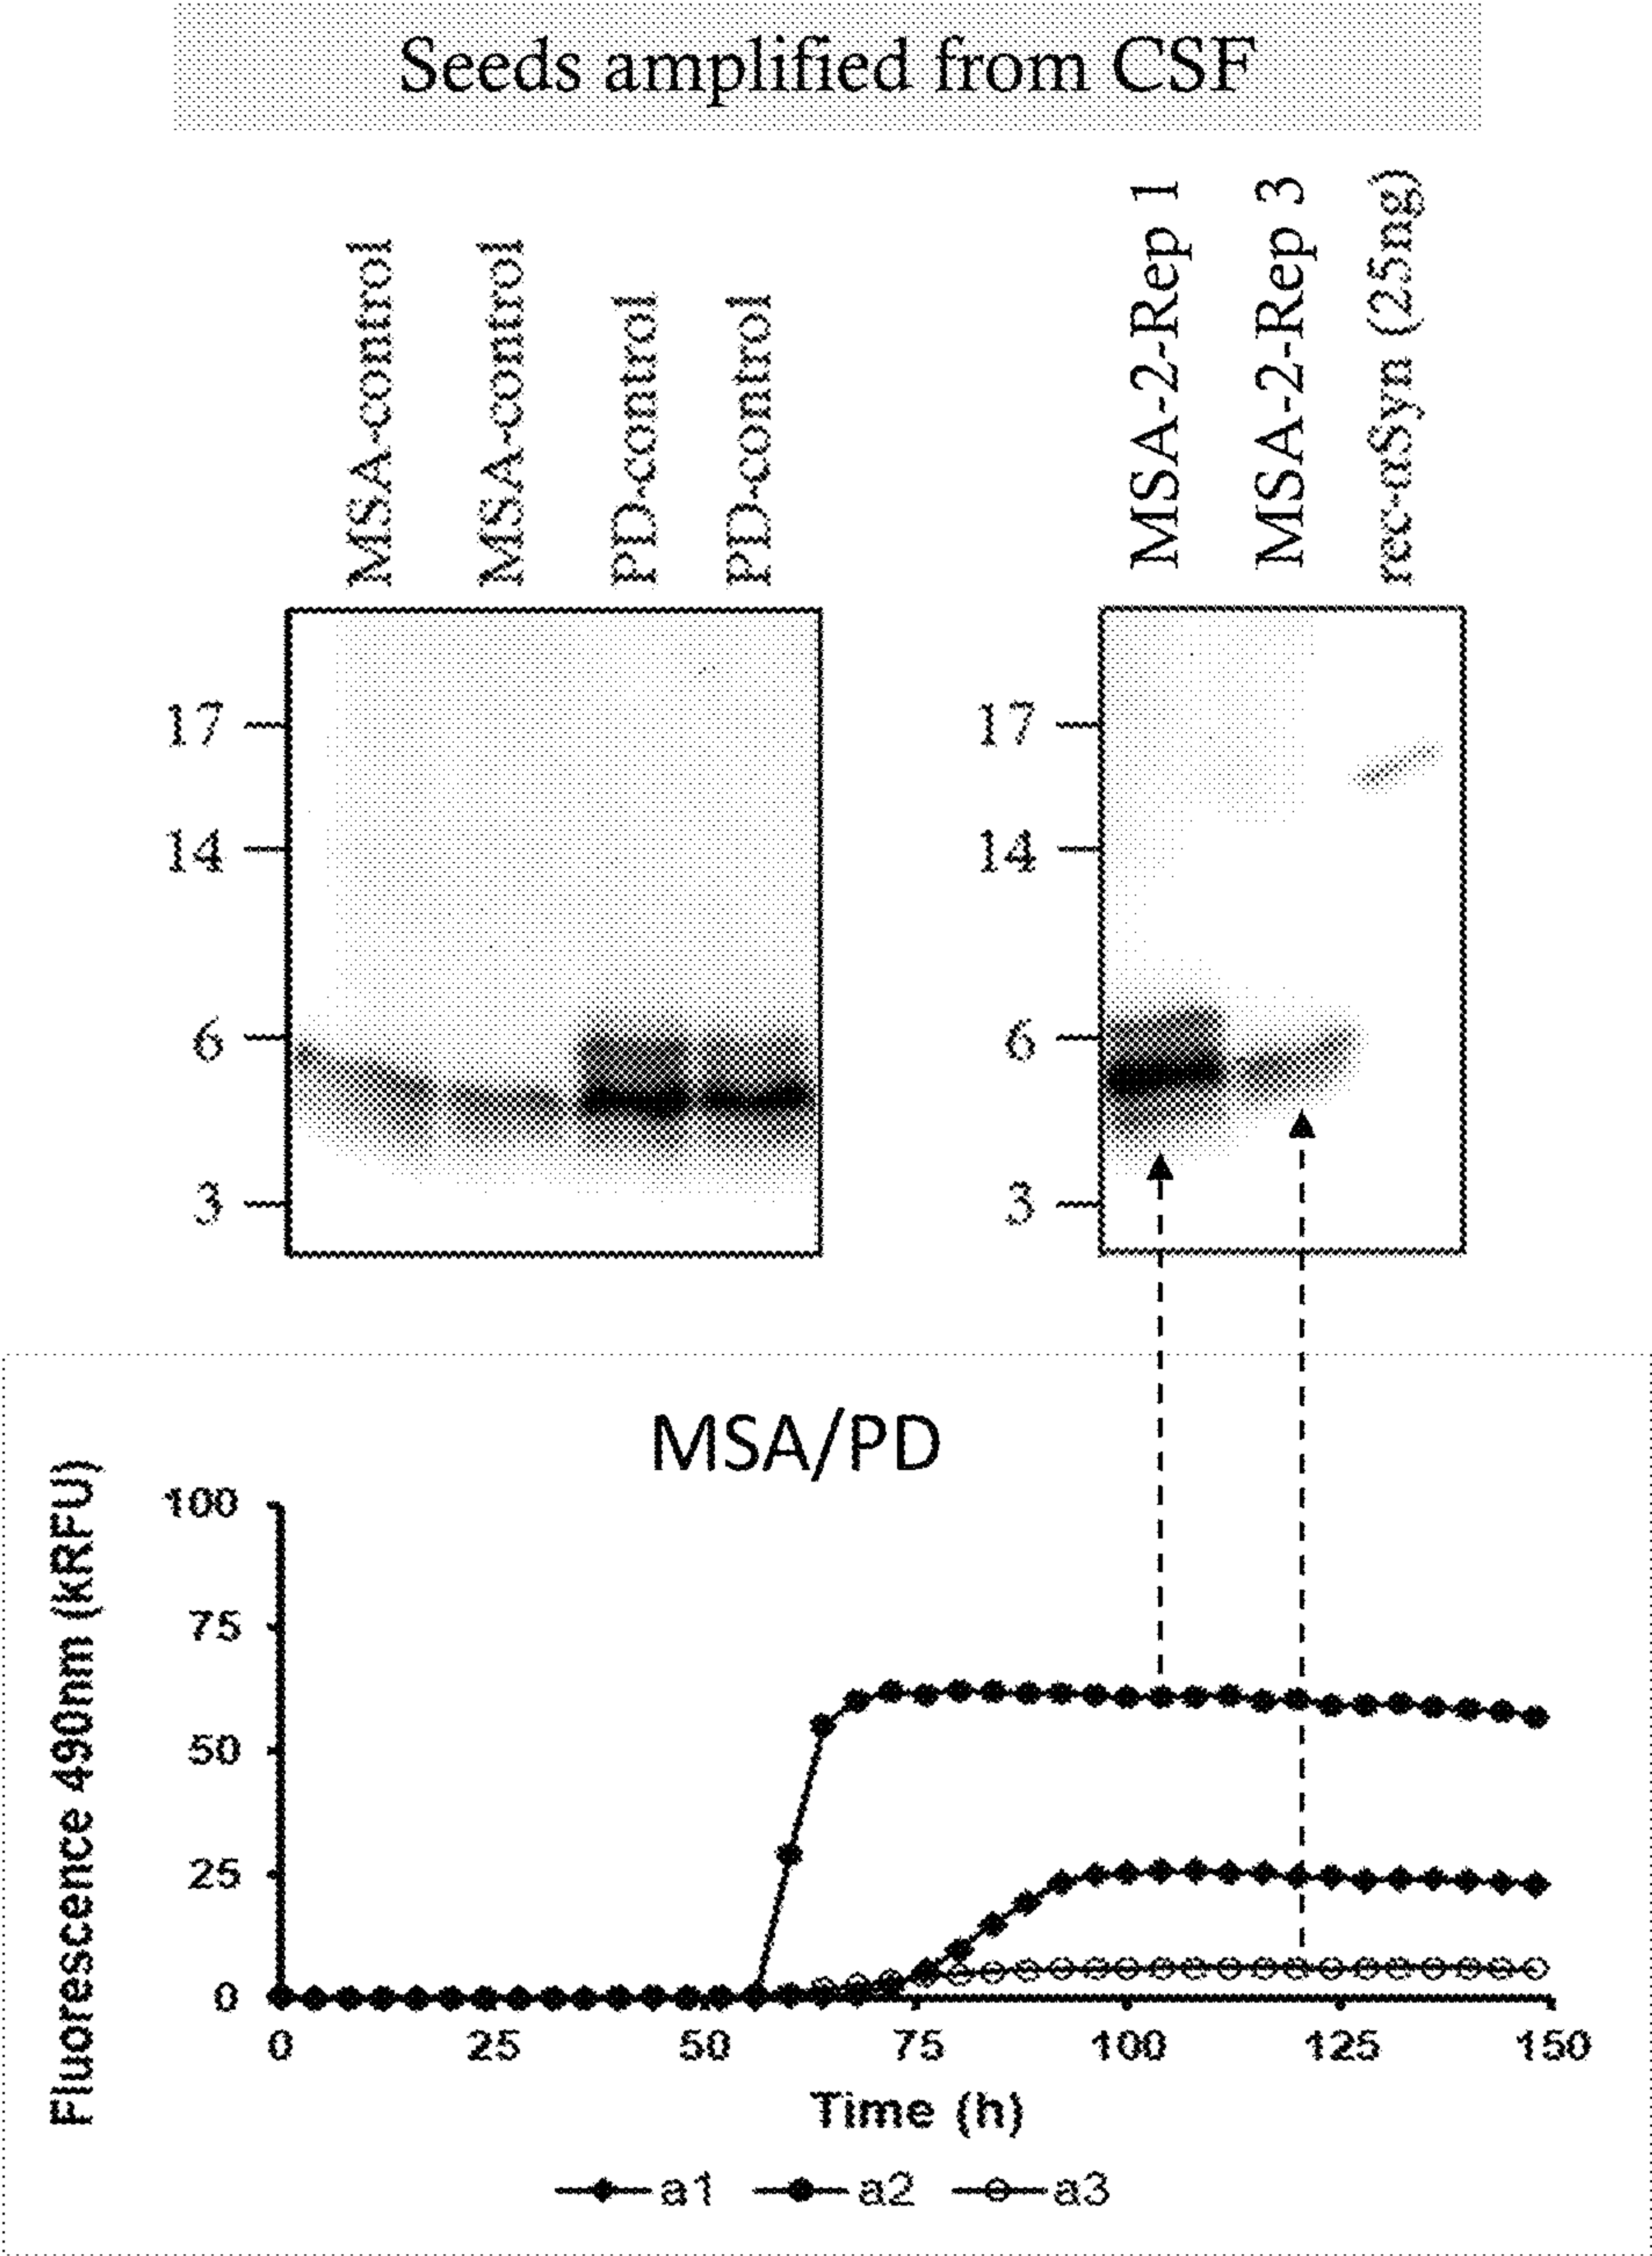 Seeds amplified from CSF
MSA-control
MSA-control
PD-control
PD-control
MSA-2-Rep 1
MSA-2-Rep 3
rec-αSyn (25ng)
17
14
6
3
17
14
6
3
MSA/PD
Fluorescence 490nm (kRFU)
100
75
50
25
0
0 25 50 75 100 125 150
Time (h)
a1 a2 a3